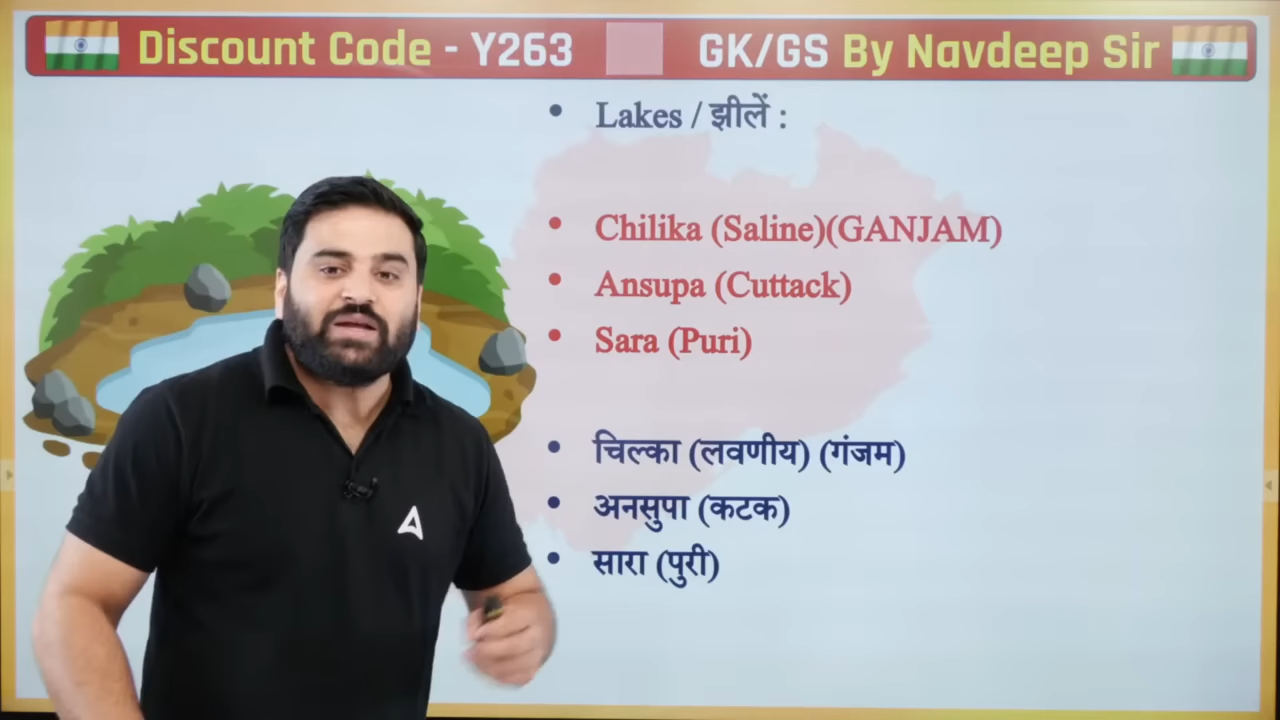 Discount Code - Y263
GK/GS By Navdeep Sir
• Lakes / झीलें :
• Chilika (Saline)(GANJAM)
• Ansupa (Cuttack)
• Sara (Puri)
• चिल्का (लवणीय) (गंजम)
• अनसुपा (कटक)
• सारा (पुरी)